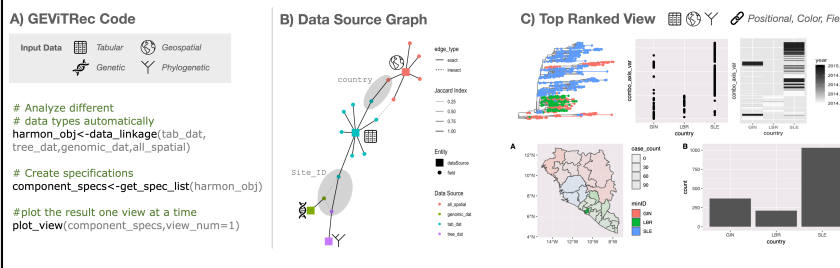 A) GEViTRec Code
Input Data
Tabular
Geospatial
Genetic
Phylogenetic
# Analyze different
# data types automatically
harmon_obj<-data_linkage(tab_dat,
tree_dat,genomic_dat,all_spatial)
# Create specifications
component_specs<-get_spec_list(harmon_obj)
#plot the result one view at a time
plot_view(component_specs,view_num=1)
B) Data Source Graph
country
Site_ID
edge_type
exact
inexact
Jaccard Index
0.25
0.50
0.75
1.00
Entity
dataSource
field
Data Source
all_spatial
genomic_dat
tab_dat
tree_dat
C) Top Ranked View
Positional, Color, Fie
combo_axis_var
GIN
LBR
SLE
country
combo_axis_var
GIN
LBR
SLE
country
year
2015.
2014.
2014.
2014.
A
12°N
10°N
8°N
6°N
4°N
14°W
12°W
10°W
8°W
case_count
0
30
60
90
minID
GIN
LBR
SLE
B
count
1000
750
500
250
0
GIN
LBR
SLE
country